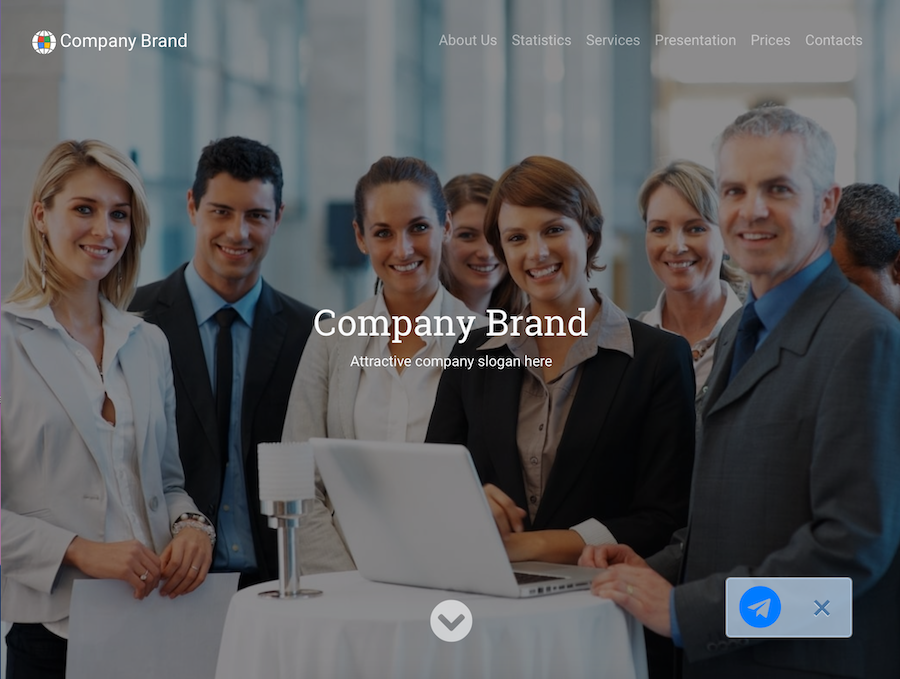 Company Brand
About Us Statistics Services Presentation Prices Contacts
Company Brand
Attractive company slogan here